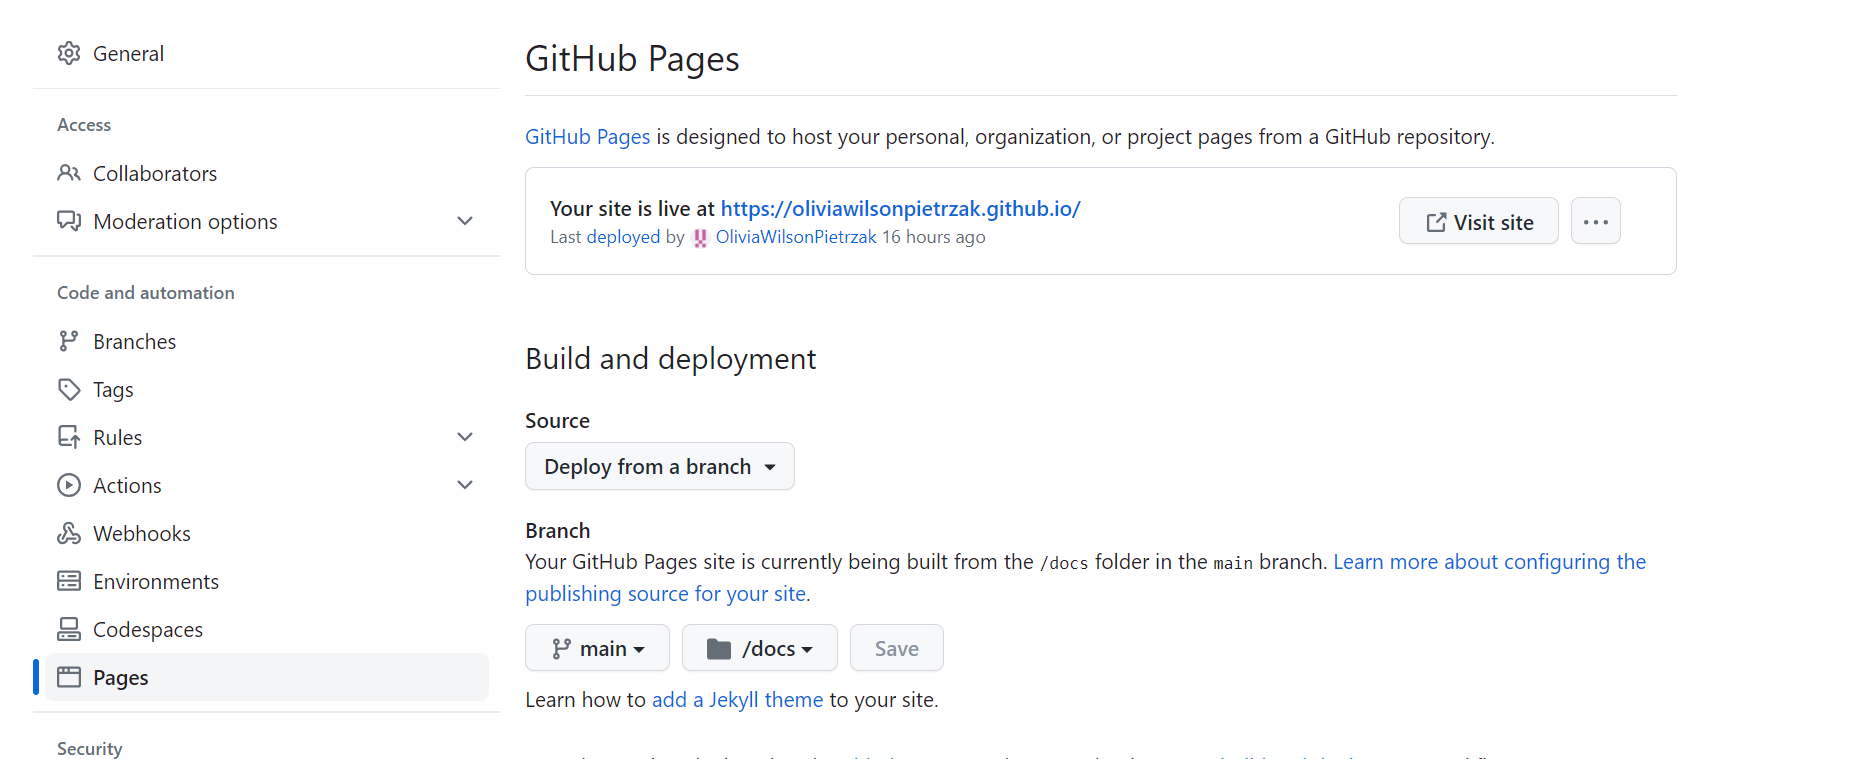 General
Access
Collaborators
Moderation options
Code and automation
Branches
Tags
Rules
Actions
Webhooks
Environments
Codespaces
Pages
Security
GitHub Pages
GitHub Pages is designed to host your personal, organization, or project pages from a GitHub repository.
Your site is live at https://oliviawilsonpietrzak.github.io/
Last deployed by OliviaWilsonPietrzak 16 hours ago
Visit site
Build and deployment
Source
Deploy from a branch
Branch
Your GitHub Pages site is currently being built from the /docs folder in the main branch. Learn more about configuring the
publishing source for your site.
main
/docs
Save
Learn how to add a Jekyll theme to your site.